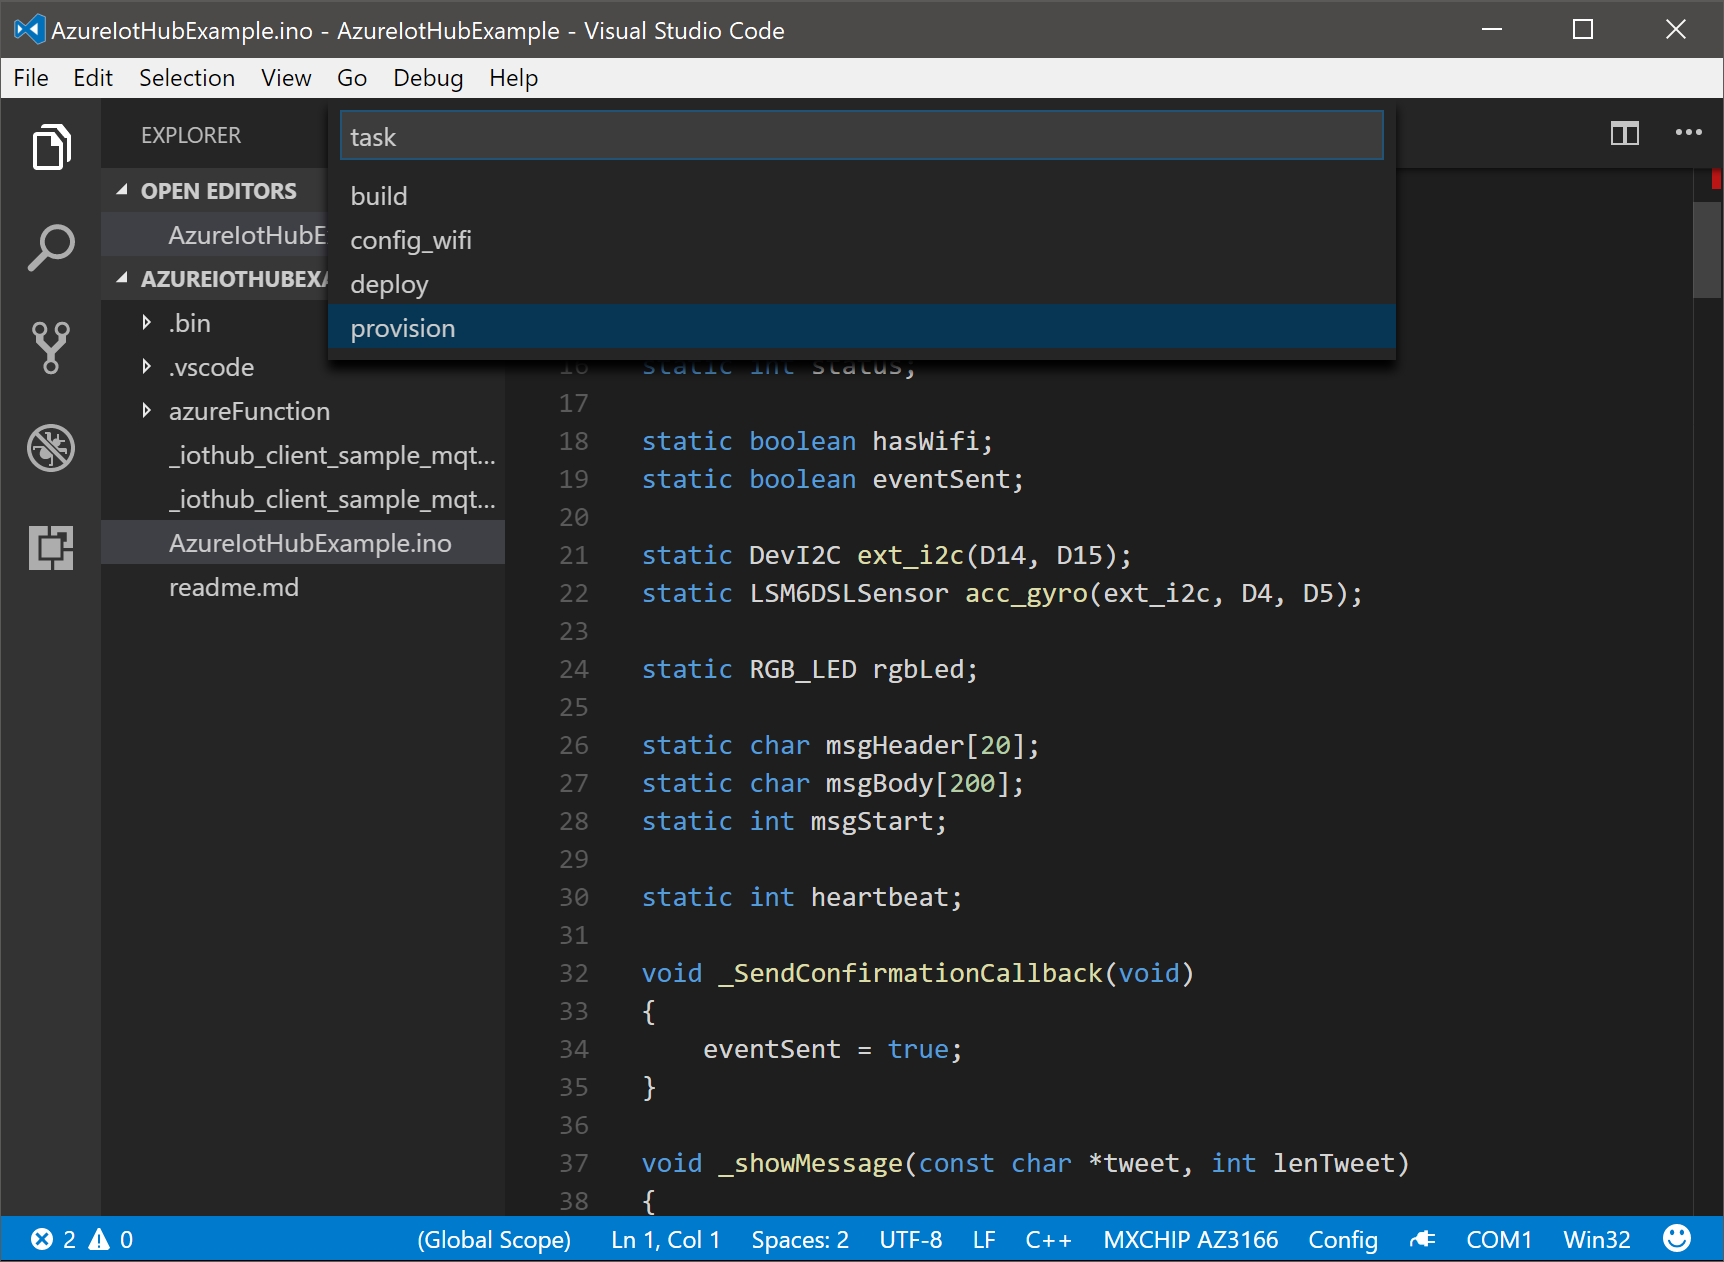 AzureIotHubExample.ino - AzureIotHubExample - Visual Studio Code
File Edit Selection View Go Debug Help
EXPLORER
OPEN EDITORS
AzureIotHubE
AZUREIOTHUBEXA
.bin
.vscode
azureFunction
_iothub_client_sample_mqt...
_iothub_client_sample_mqt...
AzureIotHubExample.ino
readme.md
task
build
config_wifi
deploy
provision
16 static int status;
17
18 static boolean hasWifi;
19 static boolean eventSent;
20
21 static DevI2C ext_i2c(D14, D15);
22 static LSM6DSLSensor acc_gyro(ext_i2c, D4, D5);
23
24 static RGB_LED rgbLed;
25
26 static char msgHeader[20];
27 static char msgBody[200];
28 static int msgStart;
29
30 static int heartbeat;
31
32 void _SendConfirmationCallback(void)
33 {
34 eventSent = true;
35 }
36
37 void _showMessage(const char *tweet, int lenTweet)
38 {
2 0 (Global Scope) Ln 1, Col 1 Spaces: 2 UTF-8 LF C++ MXCHIP AZ3166 Config COM1 Win32